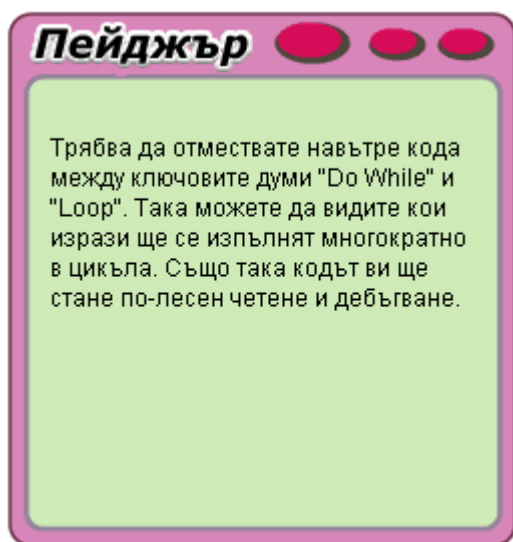 Пейджър
Трябва да отмествате навътре кода
между ключовите думи "Do While" и
"Loop". Така можете да видите кои
изрази ще се изпълнят многократно
в цикъла. Също така кодът ви ще
стане по-лесен четене и дебъгване.